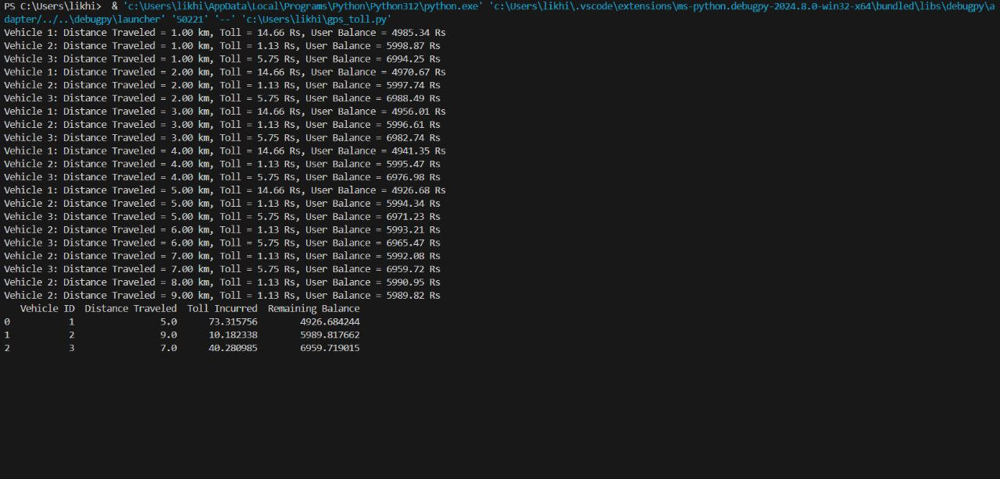 PS C:\Users\likhi>  & 'c:\Users\likhi\AppData\Local\Programs\Python\Python312\python.exe' 'c:\Users\likhi\.vscode\extensions\ms-python.debugpy-2024.8.0-win32-x64\bundled\libs\debugpy\a
dapter/../..\debugpy\launcher' '50221' '--' 'c:\Users\likhi\gps_toll.py'
Vehicle 1: Distance Traveled = 1.00 km, Toll = 14.66 Rs, User Balance = 4985.34 Rs
Vehicle 2: Distance Traveled = 1.00 km, Toll = 1.13 Rs, User Balance = 5998.87 Rs
Vehicle 3: Distance Traveled = 1.00 km, Toll = 5.75 Rs, User Balance = 6994.25 Rs
Vehicle 1: Distance Traveled = 2.00 km, Toll = 14.66 Rs, User Balance = 4970.67 Rs
Vehicle 2: Distance Traveled = 2.00 km, Toll = 1.13 Rs, User Balance = 5997.74 Rs
Vehicle 3: Distance Traveled = 2.00 km, Toll = 5.75 Rs, User Balance = 6988.49 Rs
Vehicle 1: Distance Traveled = 3.00 km, Toll = 14.66 Rs, User Balance = 4956.01 Rs
Vehicle 2: Distance Traveled = 3.00 km, Toll = 1.13 Rs, User Balance = 5996.61 Rs
Vehicle 3: Distance Traveled = 3.00 km, Toll = 5.75 Rs, User Balance = 6982.74 Rs
Vehicle 1: Distance Traveled = 4.00 km, Toll = 14.66 Rs, User Balance = 4941.35 Rs
Vehicle 2: Distance Traveled = 4.00 km, Toll = 1.13 Rs, User Balance = 5995.47 Rs
Vehicle 3: Distance Traveled = 4.00 km, Toll = 5.75 Rs, User Balance = 6976.98 Rs
Vehicle 1: Distance Traveled = 5.00 km, Toll = 14.66 Rs, User Balance = 4926.68 Rs
Vehicle 2: Distance Traveled = 5.00 km, Toll = 1.13 Rs, User Balance = 5994.34 Rs
Vehicle 3: Distance Traveled = 5.00 km, Toll = 5.75 Rs, User Balance = 6971.23 Rs
Vehicle 2: Distance Traveled = 6.00 km, Toll = 1.13 Rs, User Balance = 5993.21 Rs
Vehicle 3: Distance Traveled = 6.00 km, Toll = 5.75 Rs, User Balance = 6965.47 Rs
Vehicle 2: Distance Traveled = 7.00 km, Toll = 1.13 Rs, User Balance = 5992.08 Rs
Vehicle 3: Distance Traveled = 7.00 km, Toll = 5.75 Rs, User Balance = 6959.72 Rs
Vehicle 2: Distance Traveled = 8.00 km, Toll = 1.13 Rs, User Balance = 5990.95 Rs
Vehicle 2: Distance Traveled = 9.00 km, Toll = 1.13 Rs, User Balance = 5989.82 Rs
   Vehicle ID  Distance Traveled  Toll Incurred  Remaining Balance
0           1                5.0      73.315756        4926.684244
1           2                9.0      10.182338        5989.817662
2           3                7.0      40.280985        6959.719015